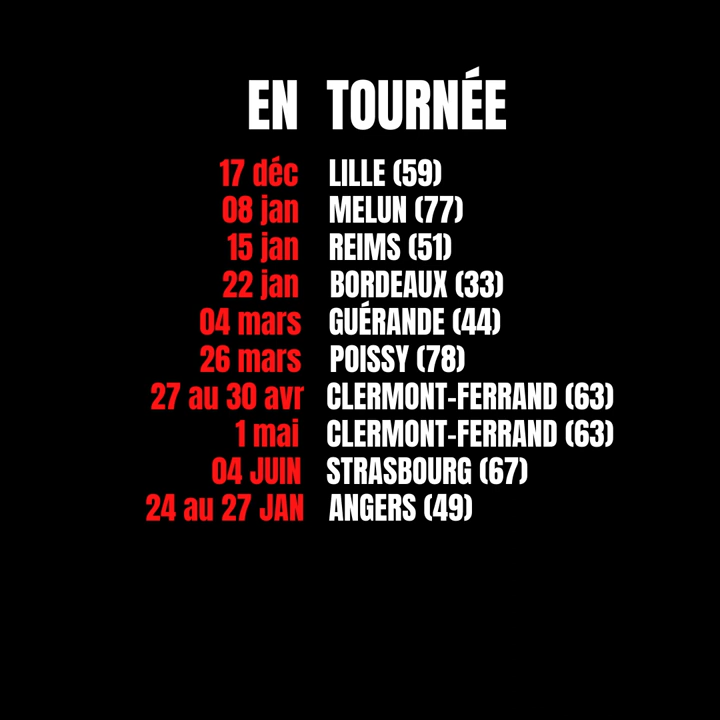 EN TOURNÉE
17 déc LILLE (59)
08 jan MELUN (77)
15 jan REIMS (51)
22 jan BORDEAUX (33)
04 mars GUÉRANDE (44)
26 mars POISSY (78)
27 au 30 avr CLERMONT-FERRAND (63)
1 mai CLERMONT-FERRAND (63)
04 JUIN STRASBOURG (67)
24 au 27 JAN ANGERS (49)